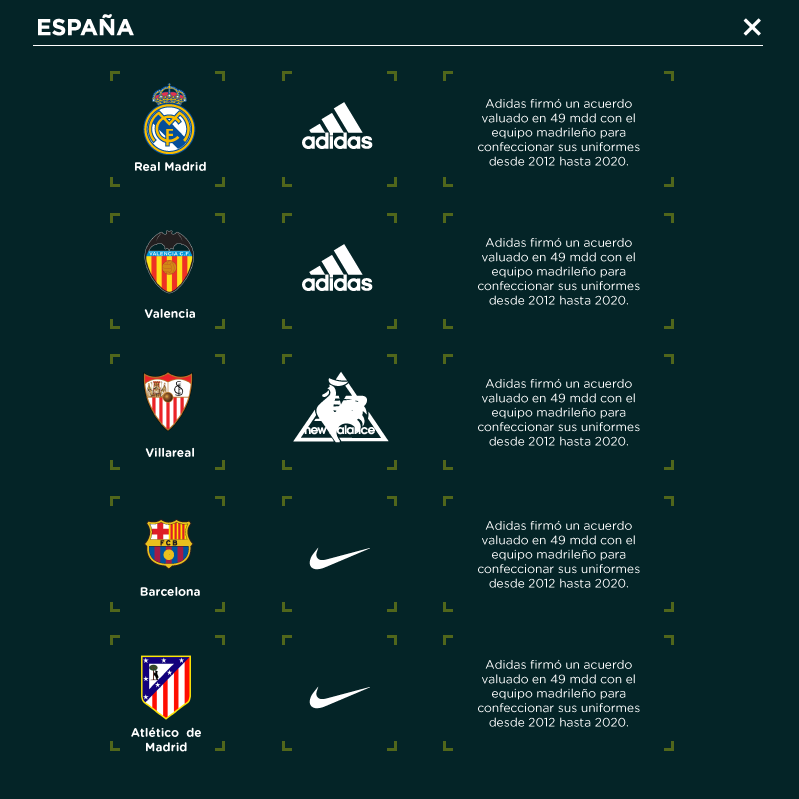 ESPAÑA
Real Madrid
adidas
Adidas firmó un acuerdo
valuado en 49 mdd con el
equipo madrileño para
confeccionar sus uniformes
desde 2012 hasta 2020.
VALENCIA C.F
Valencia
adidas
Adidas firmó un acuerdo
valuado en 49 mdd con el
equipo madrileño para
confeccionar sus uniformes
desde 2012 hasta 2020.
Villareal
new balance
Adidas firmó un acuerdo
valuado en 49 mdd con el
equipo madrileño para
confeccionar sus uniformes
desde 2012 hasta 2020.
FCB
Barcelona
Adidas firmó un acuerdo
valuado en 49 mdd con el
equipo madrileño para
confeccionar sus uniformes
desde 2012 hasta 2020.
Atlético de
Madrid
Adidas firmó un acuerdo
valuado en 49 mdd con el
equipo madrileño para
confeccionar sus uniformes
desde 2012 hasta 2020.